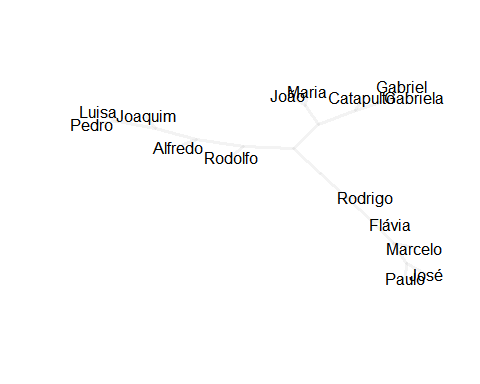 Gabriel
Maria
João
Catapulto
Gabriela
Luisa
Joaquim
Pedro
Alfredo
Rodolfo
Rodrigo
Flávia
Marcelo
José
Paulo